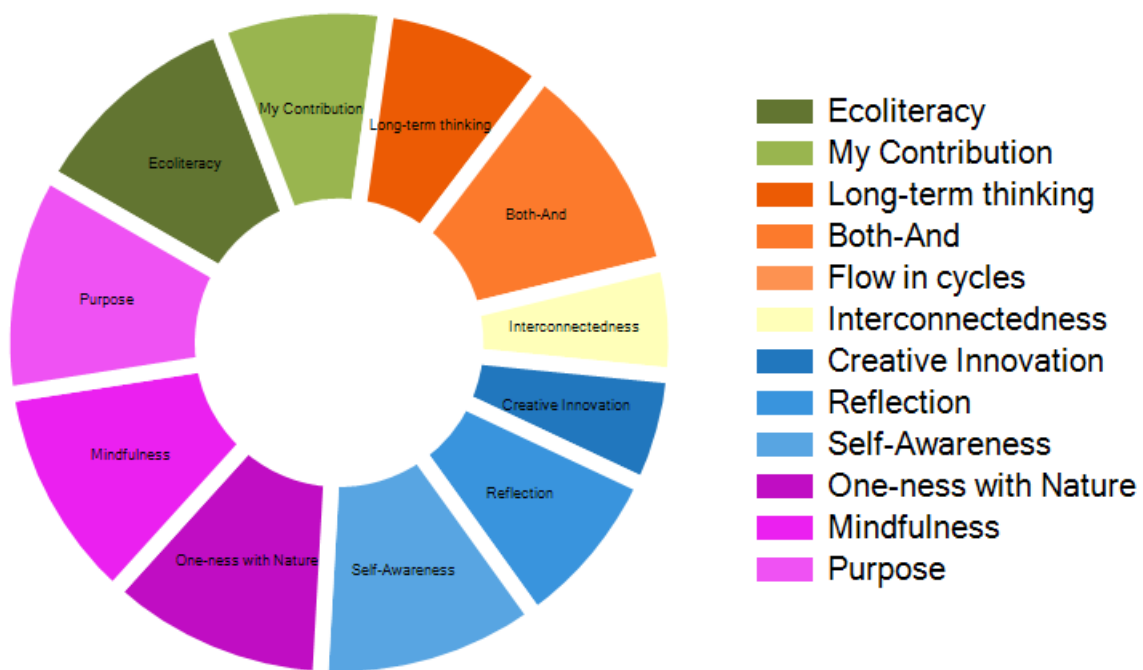 My Contribution
Long-term thinking
Ecoliteracy
Both-And
Purpose
Interconnectedness
Creative Innovation
Mindfulness
Reflection
One-ness with Nature
Self-Awareness
Ecoliteracy
My Contribution
Long-term thinking
Both-And
Flow in cycles
Interconnectedness
Creative Innovation
Reflection
Self-Awareness
One-ness with Nature
Mindfulness
Purpose